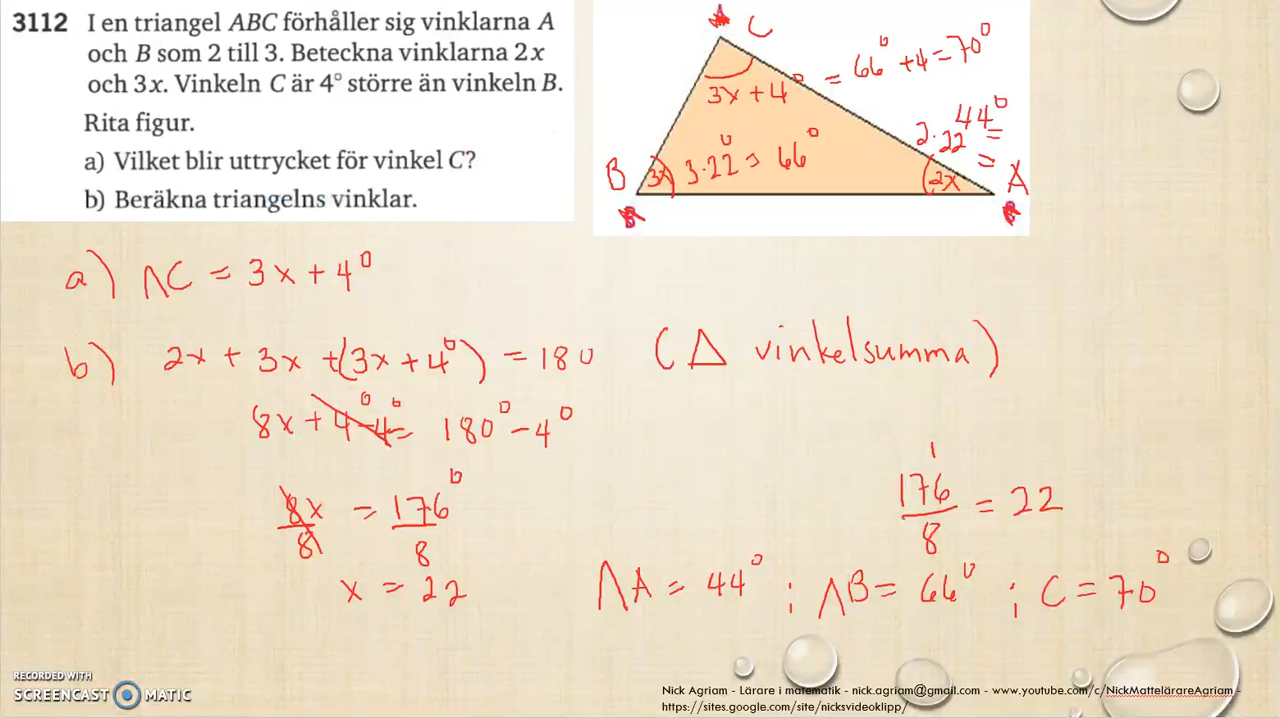 3112 I en triangel ABC förhåller sig vinklarna A
och B som 2 till 3. Beteckna vinklarna 2x
och 3x. Vinkeln C är 4° större än vinkeln B.
Rita figur.
a) Vilket blir uttrycket för vinkel C?
b) Beräkna triangelns vinklar.
C
3x + 4° = 66° + 4 = 70°
B 3x 3·22° = 66°
2·22° = 44°
2x A
a) ΛC = 3x + 4°
b) 2x + 3x + (3x + 4°) = 180 (Δ vinkelsumma)
8x + 4° - 4° = 180° - 4°
8x/8 = 176°/8
176/8 = 22
x = 22
ΛA = 44° ; ΛB = 66° ; C = 70°
RECORDED WITH
SCREENCAST MATIC
Nick Agriam - Lärare i matematik - nick.agriam@gmail.com - www.youtube.com/c/NickMattelärareAgriam -
https://sites.google.com/site/nicksvideoklipp/